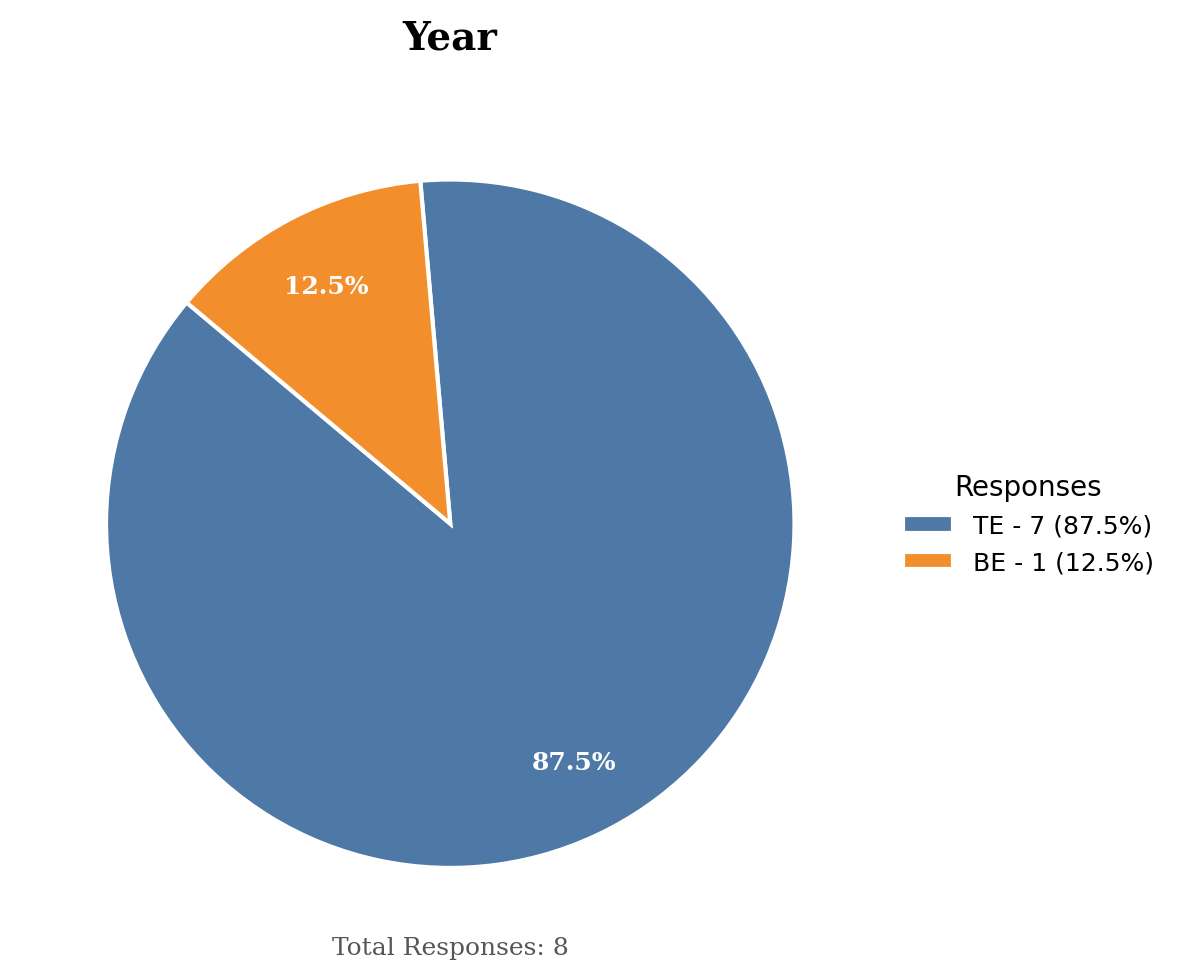 Year
12.5%
87.5%
Responses
TE - 7 (87.5%)
BE - 1 (12.5%)
Total Responses: 8